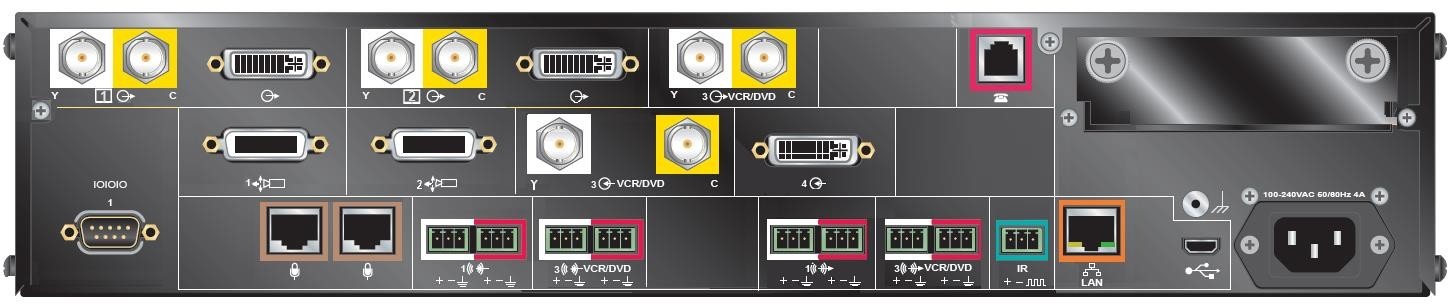 Y 1 C
Y 2 C
Y 3 VCR/DVD C
1
2
Y 3 VCR/DVD C
4
IOIOIO
1
100-240VAC 50/60Hz 4A
1
+ - + -
3 VCR/DVD
+ - + -
1
+ - + -
3 VCR/DVD
+ - + -
IR
+ -
LAN